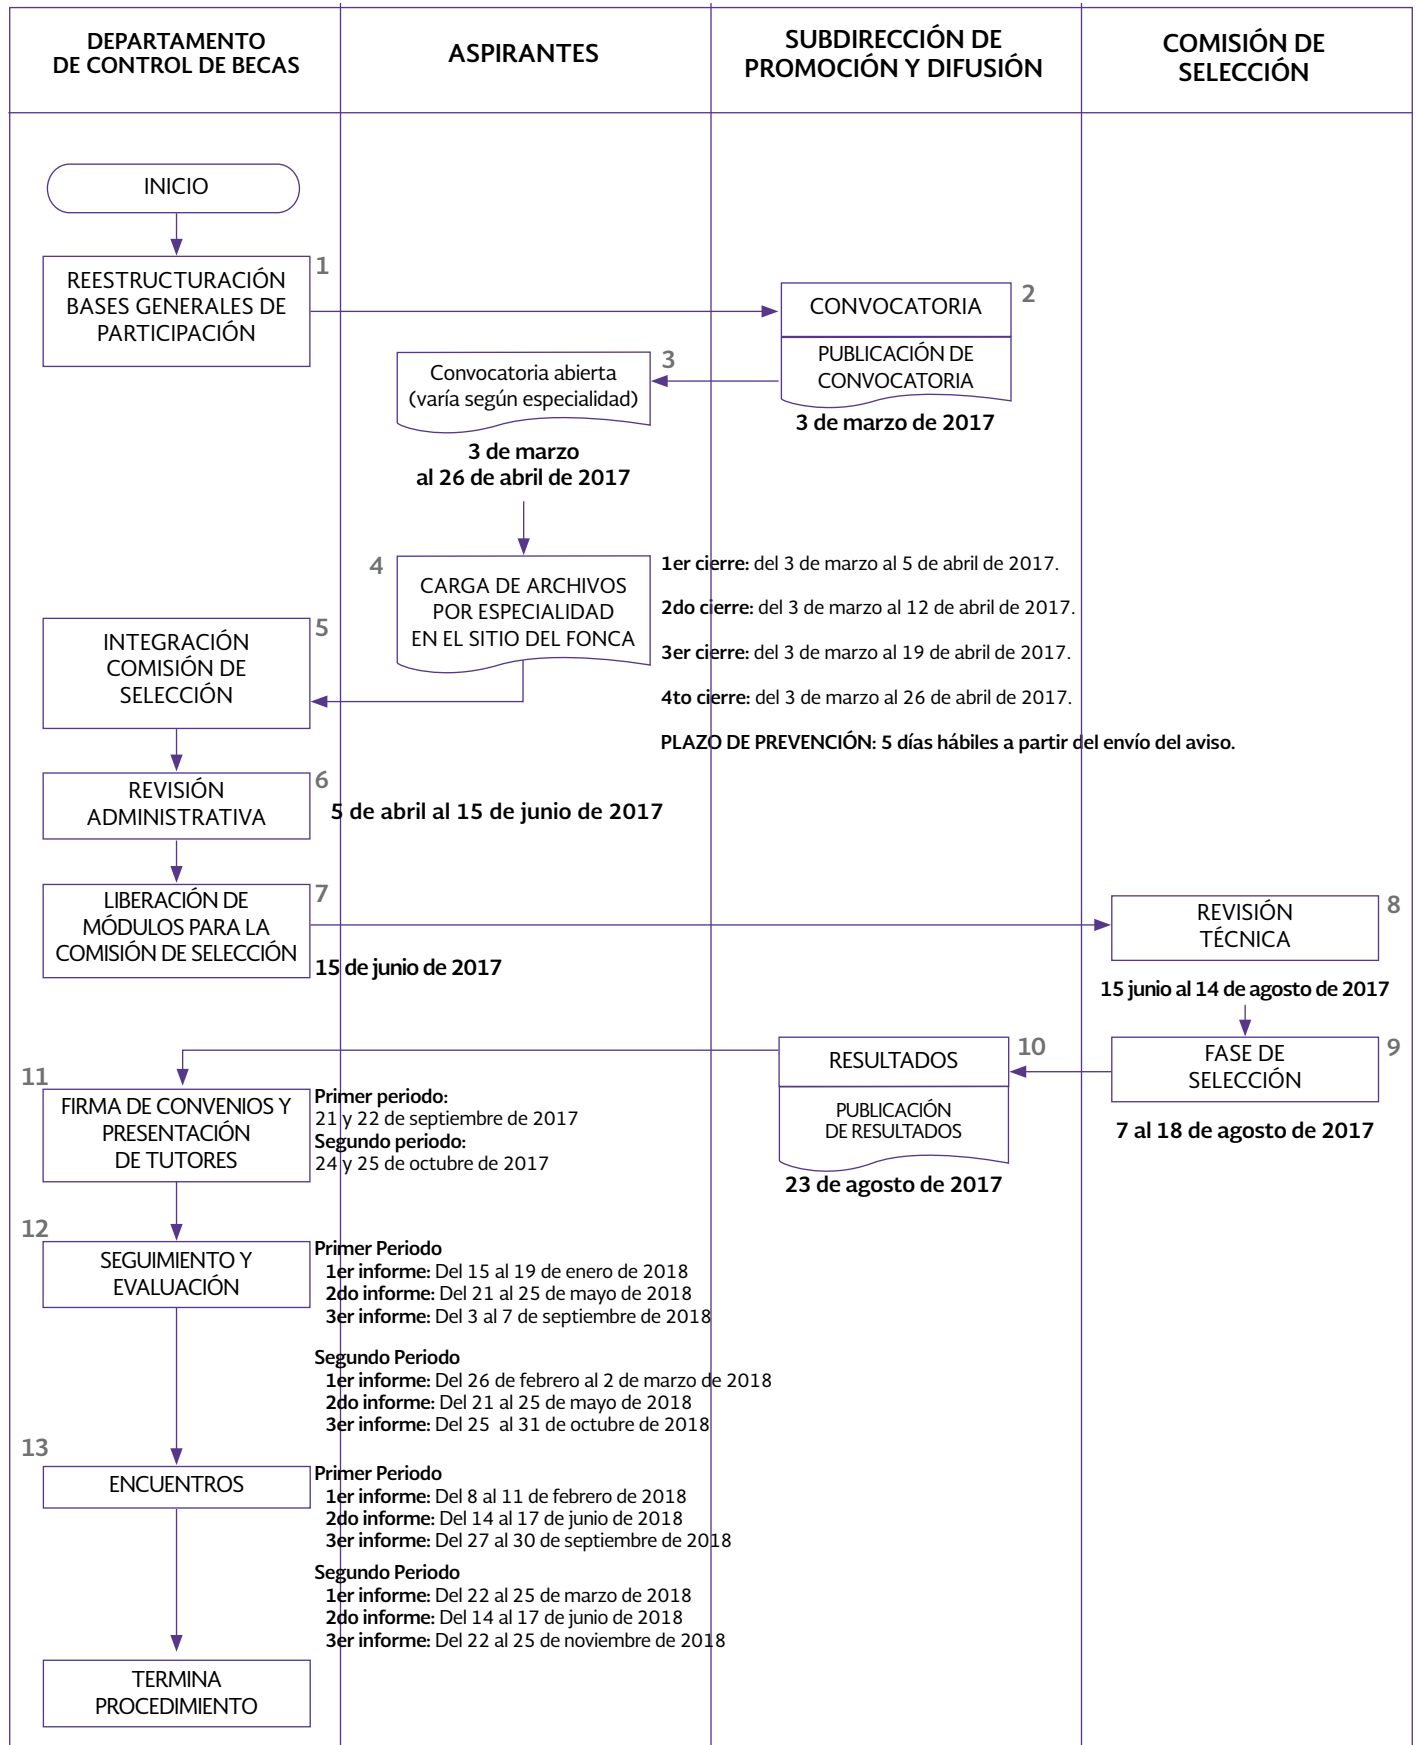 DEPARTAMENTO
DE CONTROL DE BECAS
ASPIRANTES
SUBDIRECCIÓN DE
PROMOCIÓN Y DIFUSIÓN
COMISIÓN DE
SELECCIÓN
INICIO
1
REESTRUCTURACIÓN
BASES GENERALES DE
PARTICIPACIÓN
2
CONVOCATORIA
PUBLICACIÓN DE
CONVOCATORIA
3 de marzo de 2017
3
Convocatoria abierta
(varía según especialidad)
3 de marzo
al 26 de abril de 2017
4
CARGA DE ARCHIVOS
POR ESPECIALIDAD
EN EL SITIO DEL FONCA
1er cierre: del 3 de marzo al 5 de abril de 2017.
2do cierre: del 3 de marzo al 12 de abril de 2017.
3er cierre: del 3 de marzo al 19 de abril de 2017.
4to cierre: del 3 de marzo al 26 de abril de 2017.
PLAZO DE PREVENCIÓN: 5 días hábiles a partir del envío del aviso.
5
INTEGRACIÓN
COMISIÓN DE
SELECCIÓN
6
REVISIÓN
ADMINISTRATIVA
5 de abril al 15 de junio de 2017
7
LIBERACIÓN DE
MÓDULOS PARA LA
COMISIÓN DE SELECCIÓN
15 de junio de 2017
8
REVISIÓN
TÉCNICA
15 junio al 14 de agosto de 2017
9
FASE DE
SELECCIÓN
7 al 18 de agosto de 2017
10
RESULTADOS
PUBLICACIÓN
DE RESULTADOS
23 de agosto de 2017
11
FIRMA DE CONVENIOS Y
PRESENTACIÓN
DE TUTORES
Primer periodo:
21 y 22 de septiembre de 2017
Segundo periodo:
24 y 25 de octubre de 2017
12
SEGUIMIENTO Y
EVALUACIÓN
Primer Periodo
1er informe: Del 15 al 19 de enero de 2018
2do informe: Del 21 al 25 de mayo de 2018
3er informe: Del 3 al 7 de septiembre de 2018
Segundo Periodo
1er informe: Del 26 de febrero al 2 de marzo de 2018
2do informe: Del 21 al 25 de mayo de 2018
3er informe: Del 25 al 31 de octubre de 2018
13
ENCUENTROS
Primer Periodo
1er informe: Del 8 al 11 de febrero de 2018
2do informe: Del 14 al 17 de junio de 2018
3er informe: Del 27 al 30 de septiembre de 2018
Segundo Periodo
1er informe: Del 22 al 25 de marzo de 2018
2do informe: Del 14 al 17 de junio de 2018
3er informe: Del 22 al 25 de noviembre de 2018
TERMINA
PROCEDIMIENTO